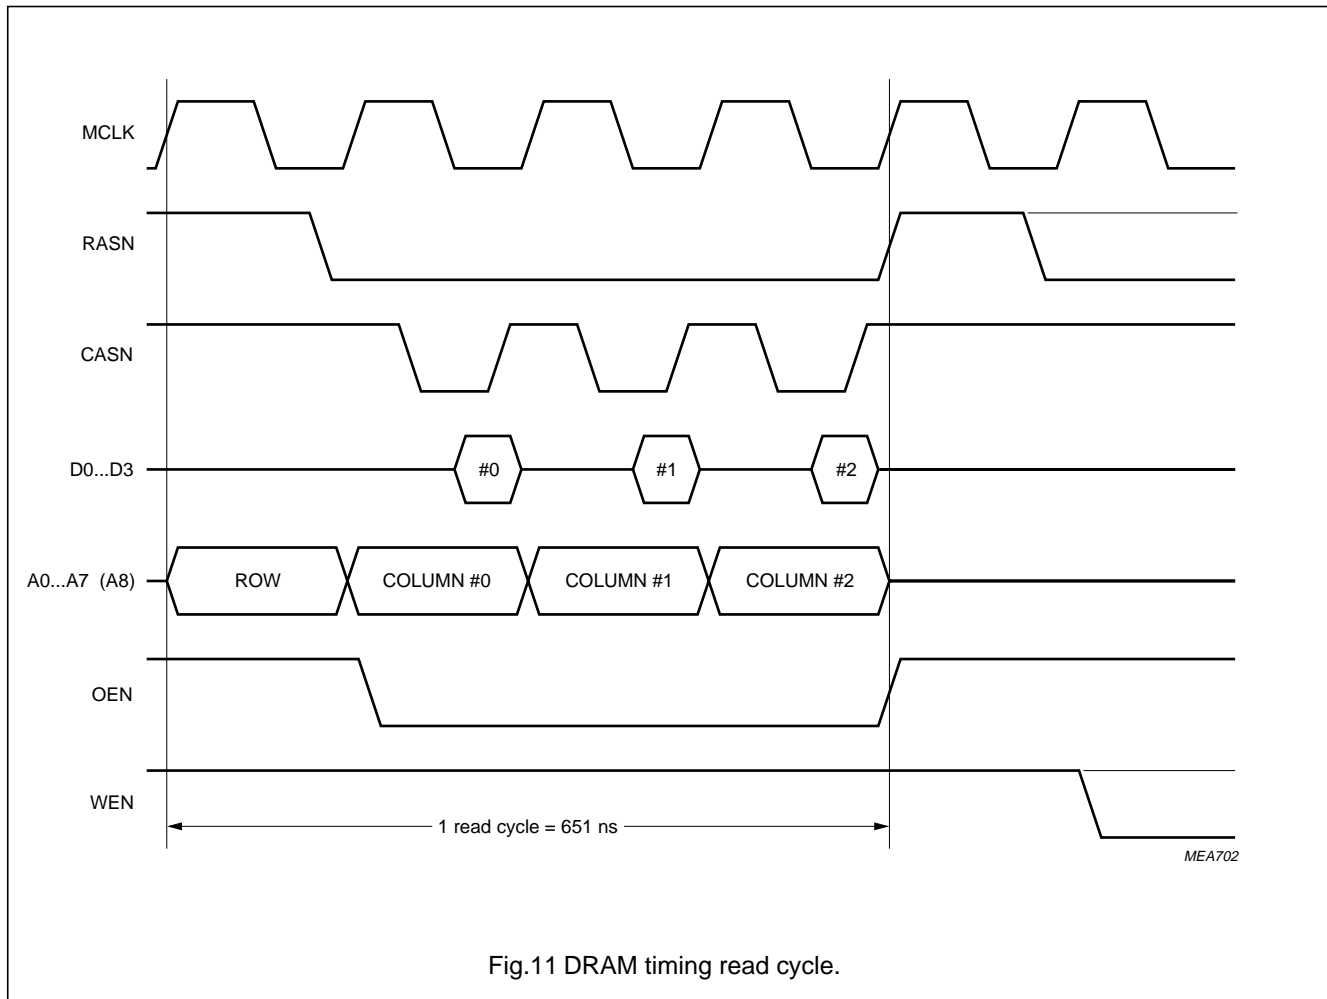 MCLK
RASN
CASN
D0...D3
#0
#1
#2
A0...A7 (A8)
ROW
COLUMN #0
COLUMN #1
COLUMN #2
OEN
WEN
1 read cycle = 651 ns
MEA702
Fig.11 DRAM timing read cycle.